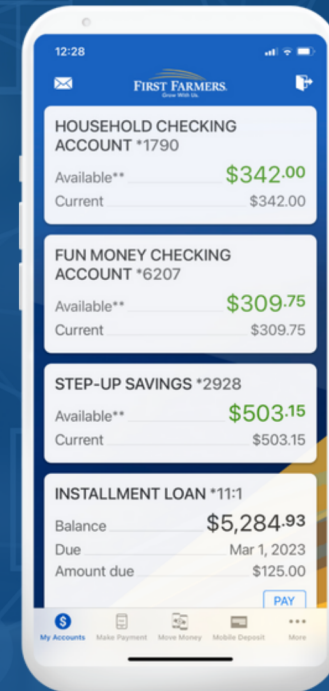 12:28
FIRST FARMERS.
Grow With Us.
HOUSEHOLD CHECKING
ACCOUNT *1790
Available** $342.00
Current $342.00
FUN MONEY CHECKING
ACCOUNT *6207
Available** $309.75
Current $309.75
STEP-UP SAVINGS *2928
Available** $503.15
Current $503.15
INSTALLMENT LOAN *11:1
Balance $5,284.93
Due Mar 1, 2023
Amount due $125.00
PAY
My Accounts Make Payment Move Money Mobile Deposit More